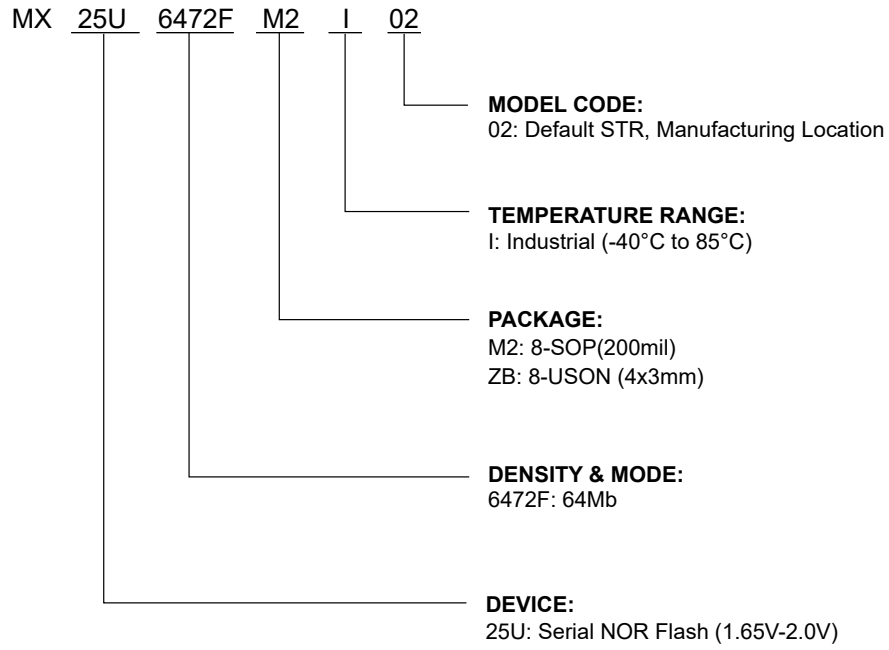 MX 25U 6472F M2 I 02
MODEL CODE:
02: Default STR, Manufacturing Location
TEMPERATURE RANGE:
I: Industrial (-40°C to 85°C)
PACKAGE:
M2: 8-SOP(200mil)
ZB: 8-USON (4x3mm)
DENSITY & MODE:
6472F: 64Mb
DEVICE:
25U: Serial NOR Flash (1.65V-2.0V)